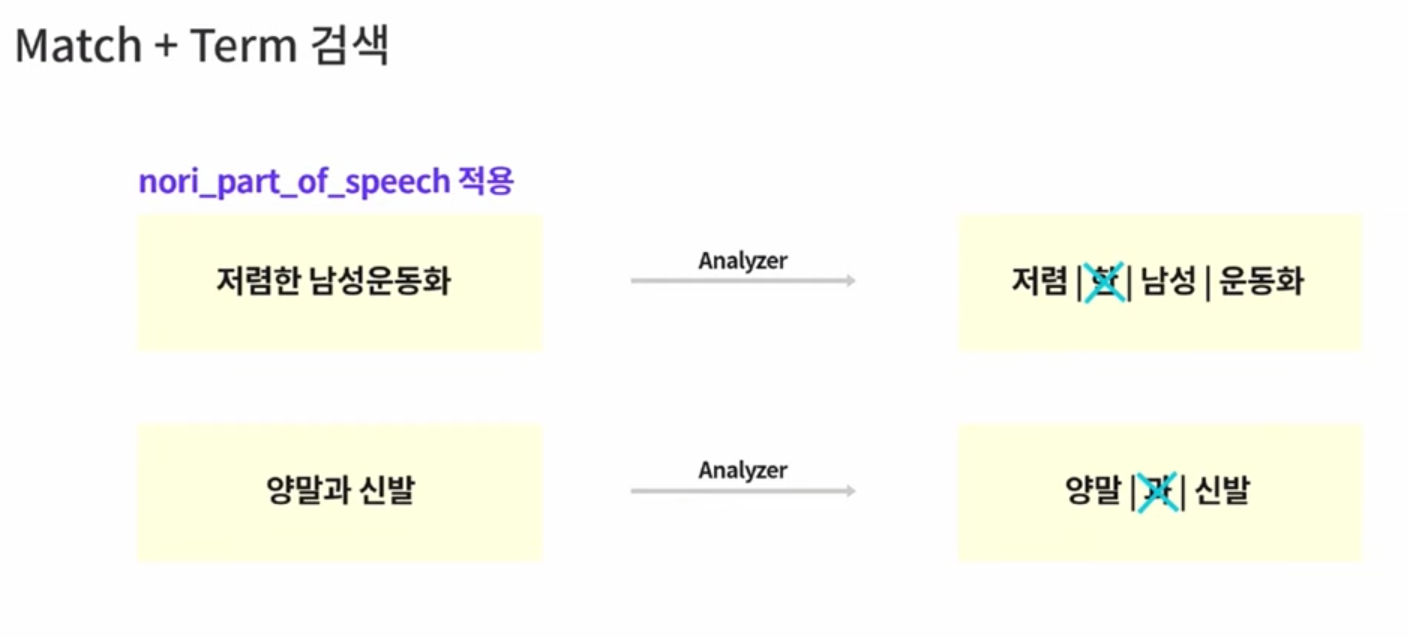 Match + Term 검색
nori_part_of_speech 적용
저렴한 남성운동화
Analyzer
저렴 | 한 | 남성 | 운동화
양말과 신발
Analyzer
양말 | 과 | 신발